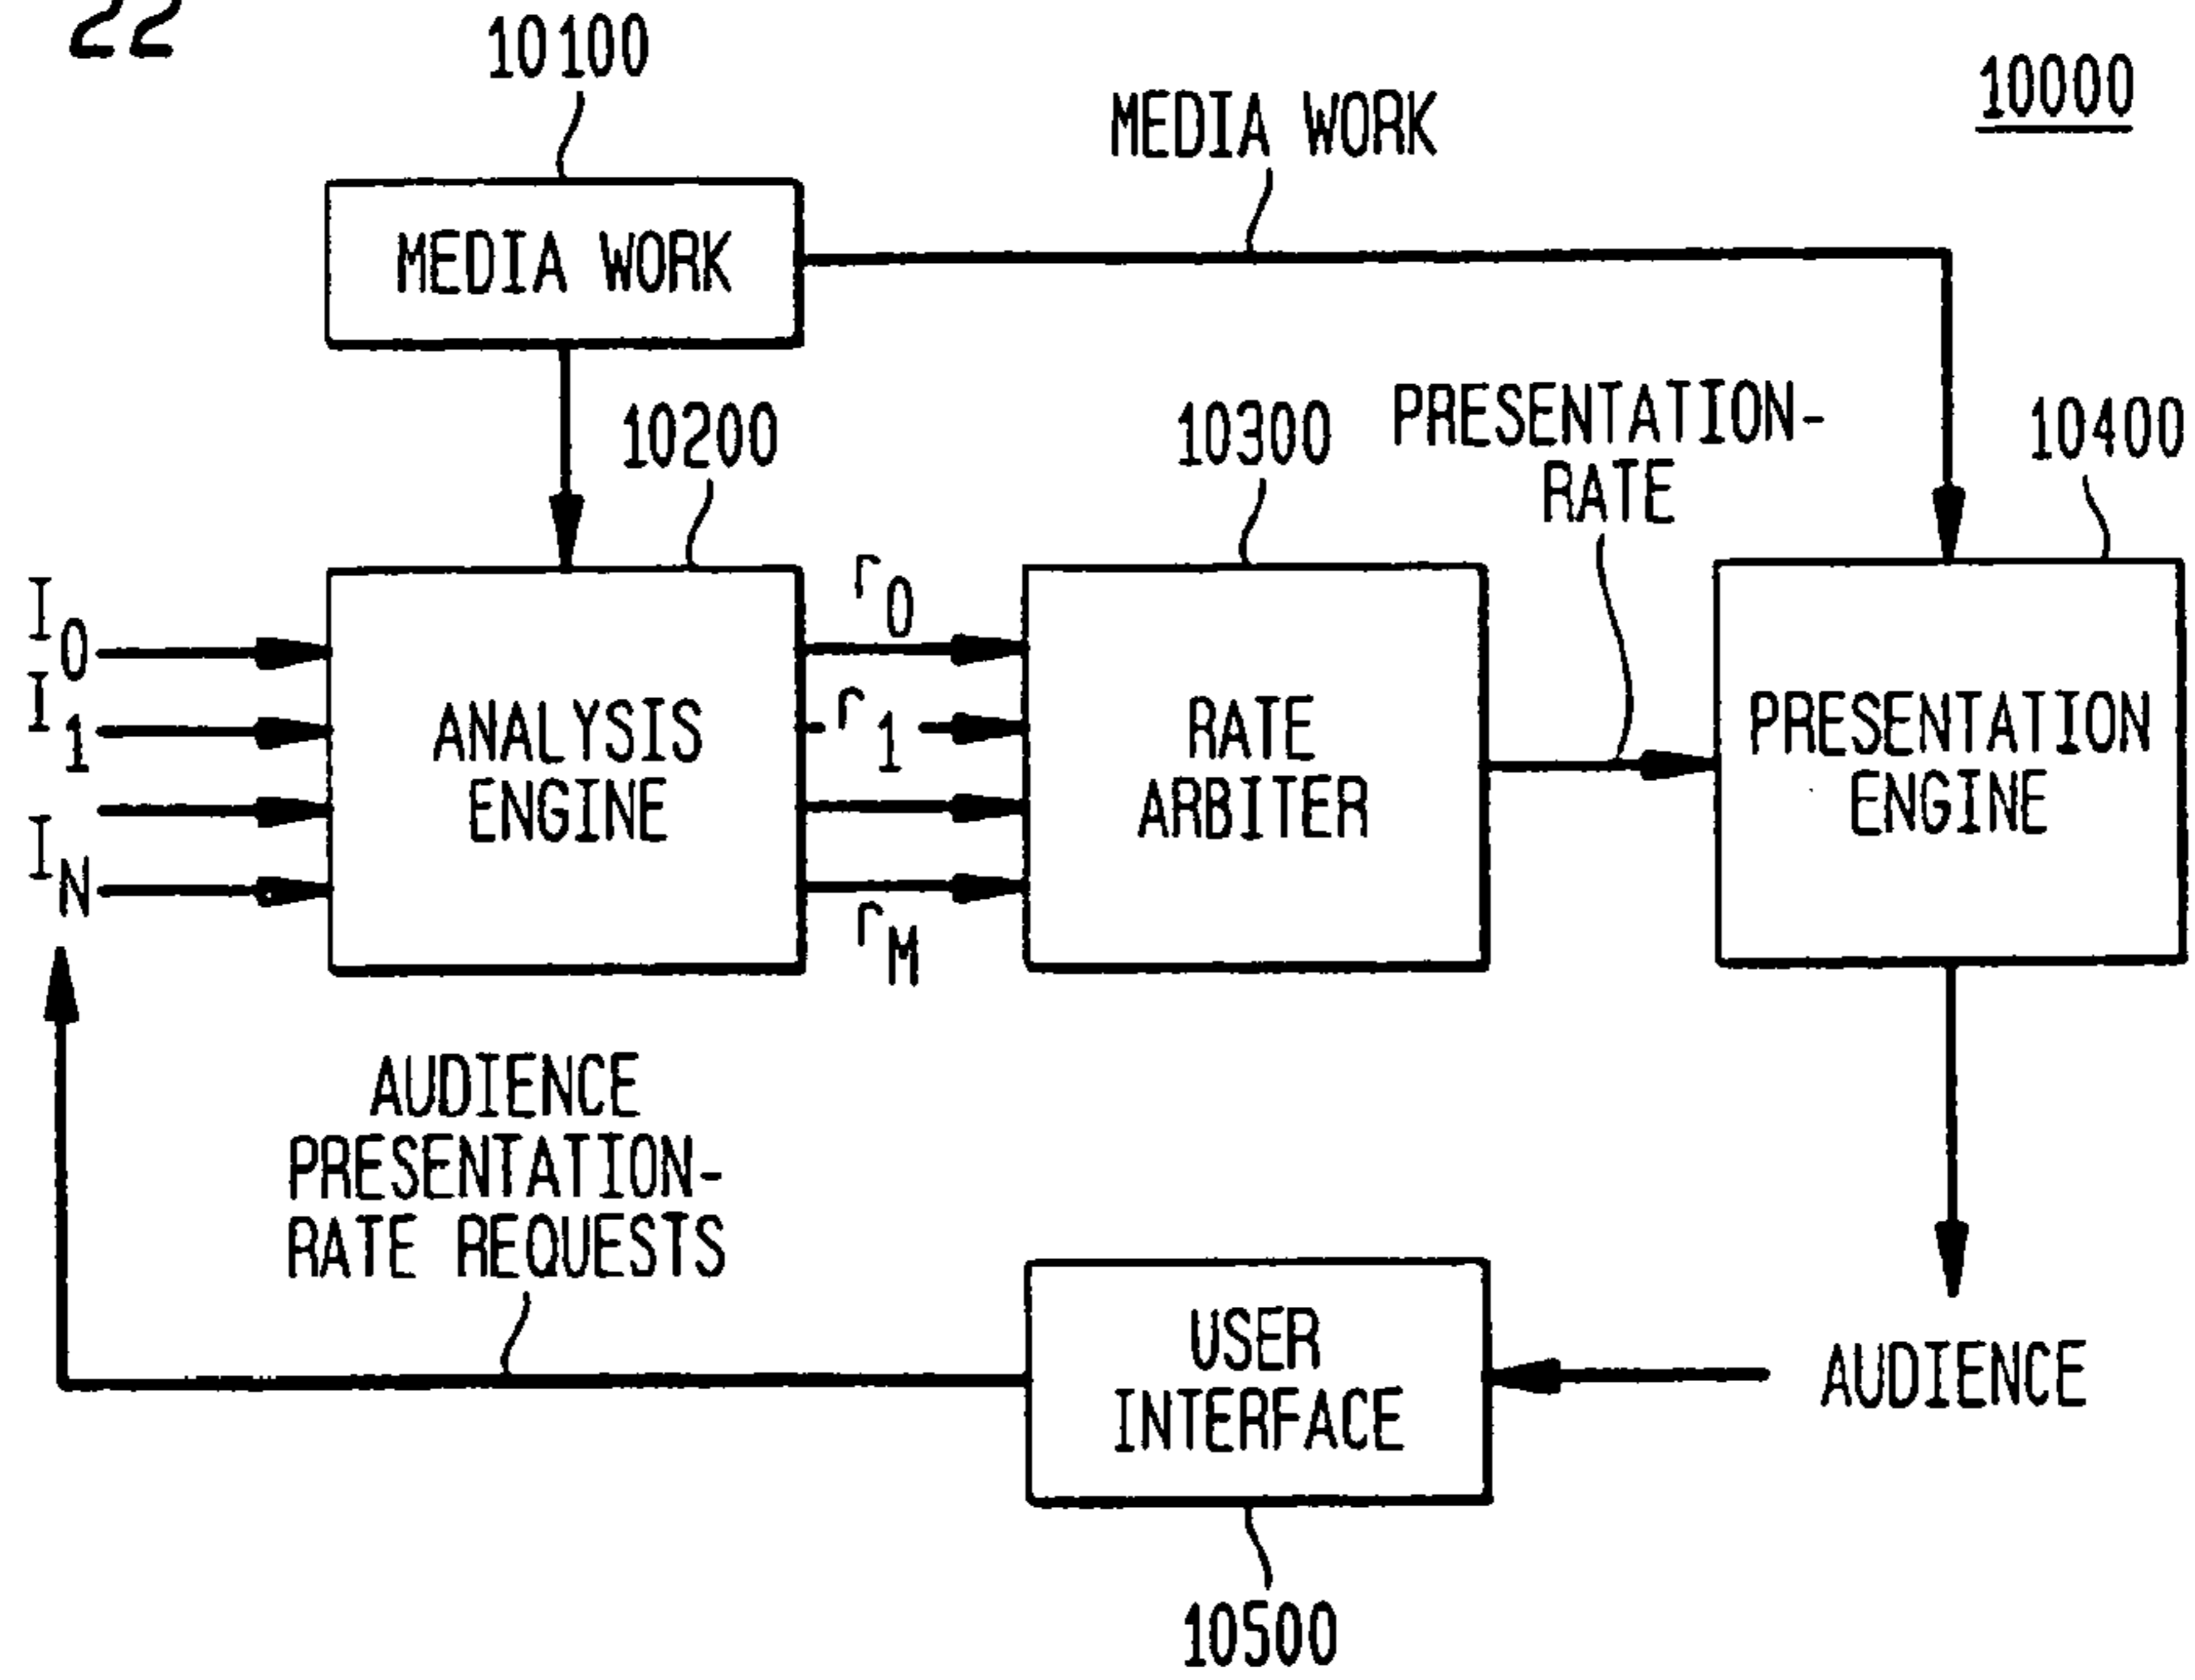 22
10100
10000
MEDIA WORK
MEDIA WORK
10200
10300
PRESENTATION-
RATE
10400
I0
I1
IN
ANALYSIS
ENGINE
r0
r1
rM
RATE
ARBITER
PRESENTATION
ENGINE
AUDIENCE
PRESENTATION-
RATE REQUESTS
USER
INTERFACE
AUDIENCE
10500